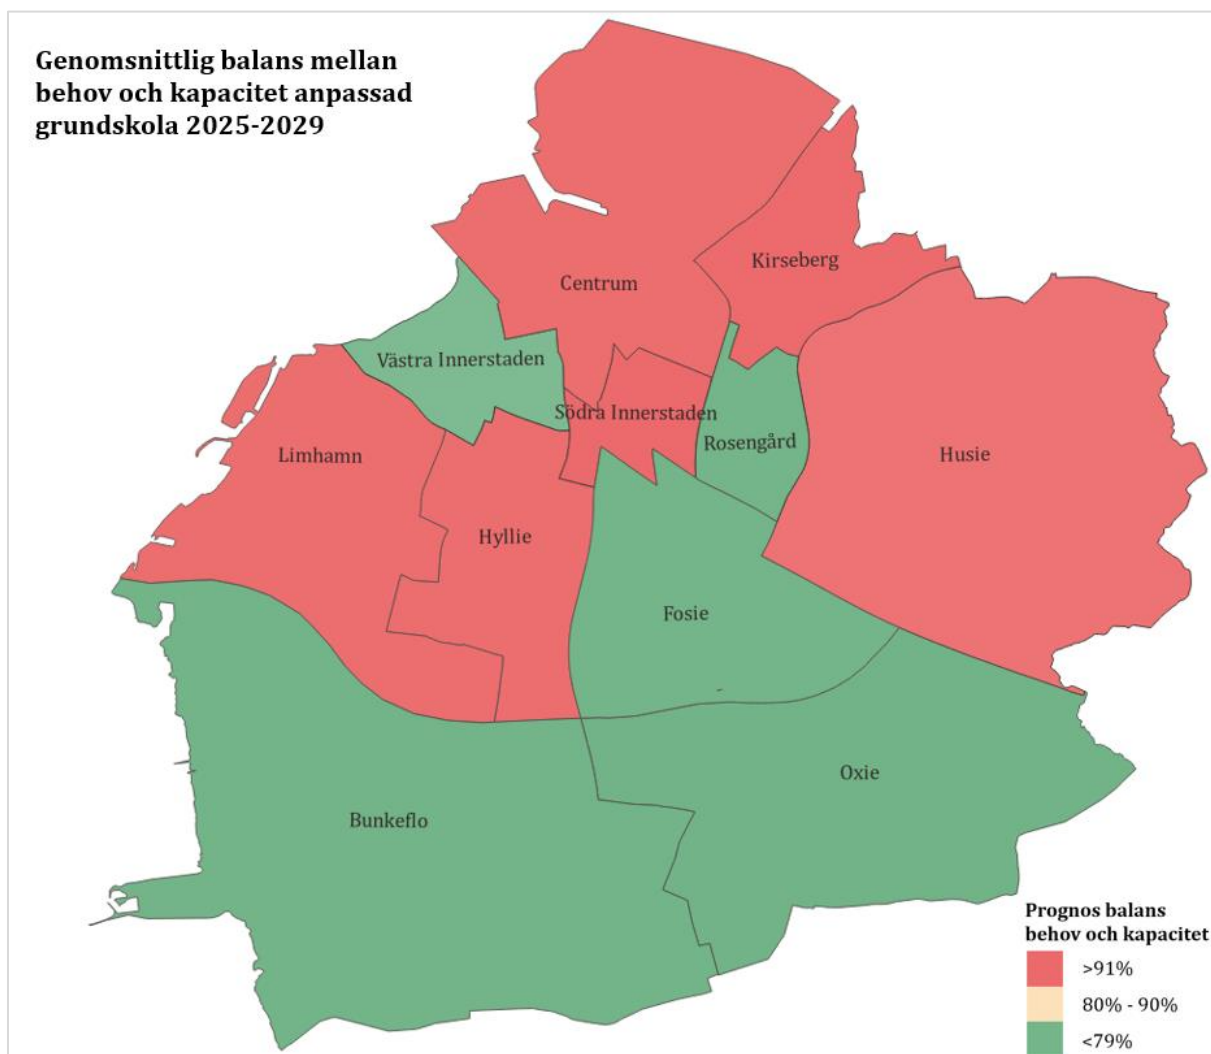 Genomsnittlig balans mellan
behov och kapacitet anpassad
grundskola 2025-2029
Kirseberg
Centrum
Västra Innerstaden
Södra Innerstaden
Rosengård
Limhamn
Husie
Hyllie
Fosie
Oxie
Bunkeflo
Prognos balans
behov och kapacitet
>91%
80% - 90%
<79%